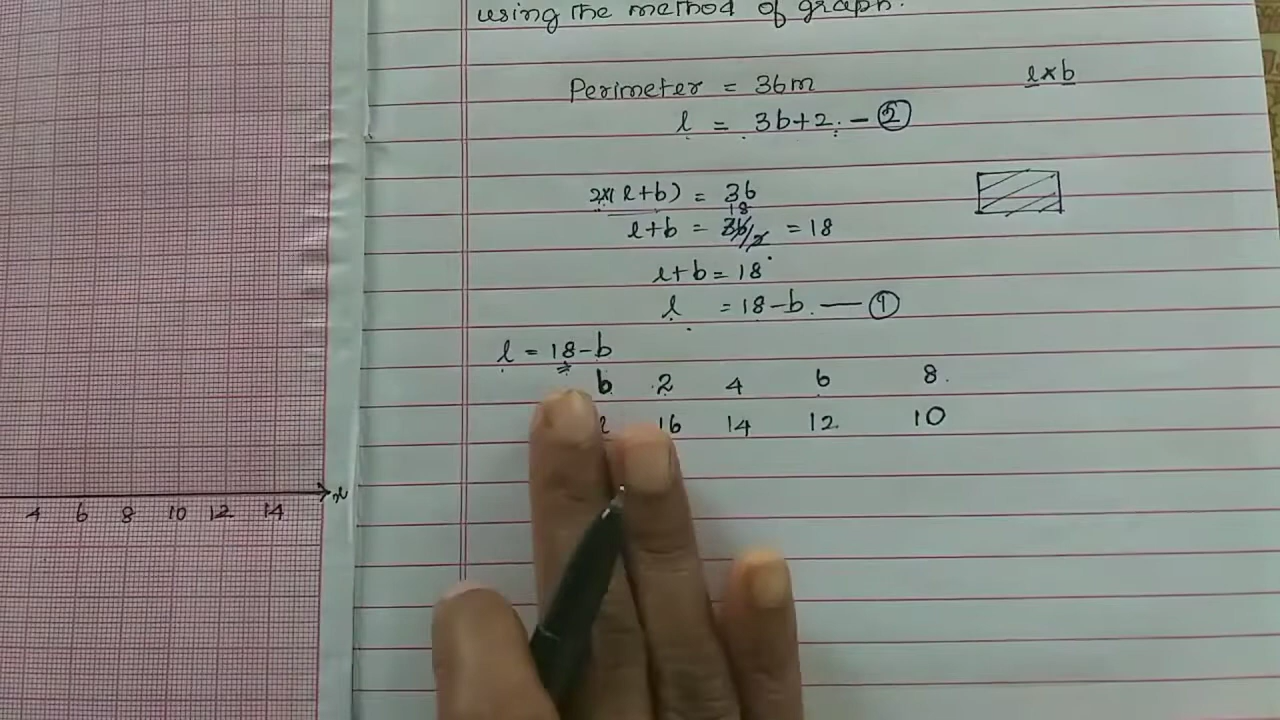 using the method of graph.
Perimeter = 36m
l × b
l = 3b+2. — ②
2×(l+b) = 36
18
l+b = 36/2 = 18
l+b = 18
l = 18-b. — ①
l = 18-b
b 2 4 6 8.
l 16 14 12 10
x
4 6 8 10 12 14